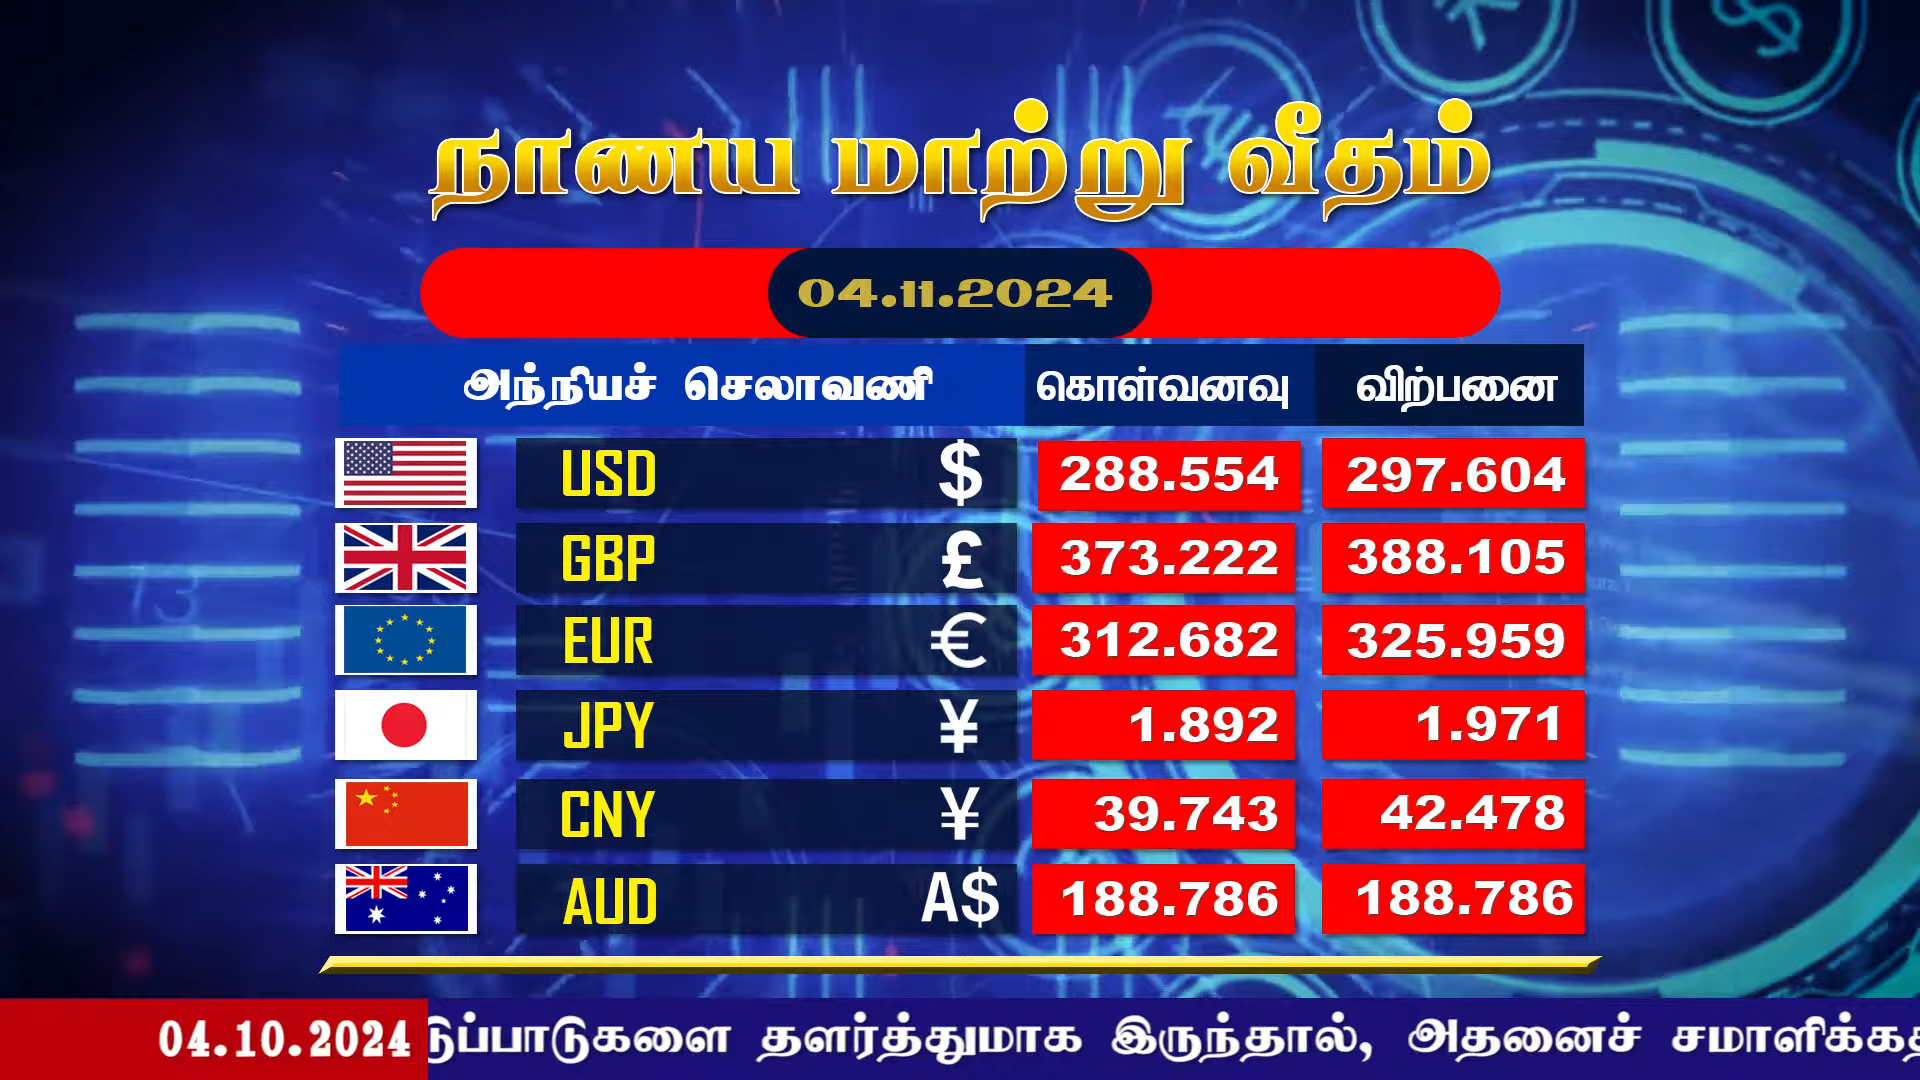 நாணய மாற்று வீதம்
04.11.2024
அந்நியச் செலாவணி கொள்வனவு விற்பனை
USD $ 288.554 297.604
GBP £ 373.222 388.105
EUR € 312.682 325.959
JPY ¥ 1.892 1.971
CNY ¥ 39.743 42.478
AUD A$ 188.786 188.786
04.10.2024 டுப்பாடுகளை தளர்த்துமாக இருந்தால், அதனைச் சமாளிக்க